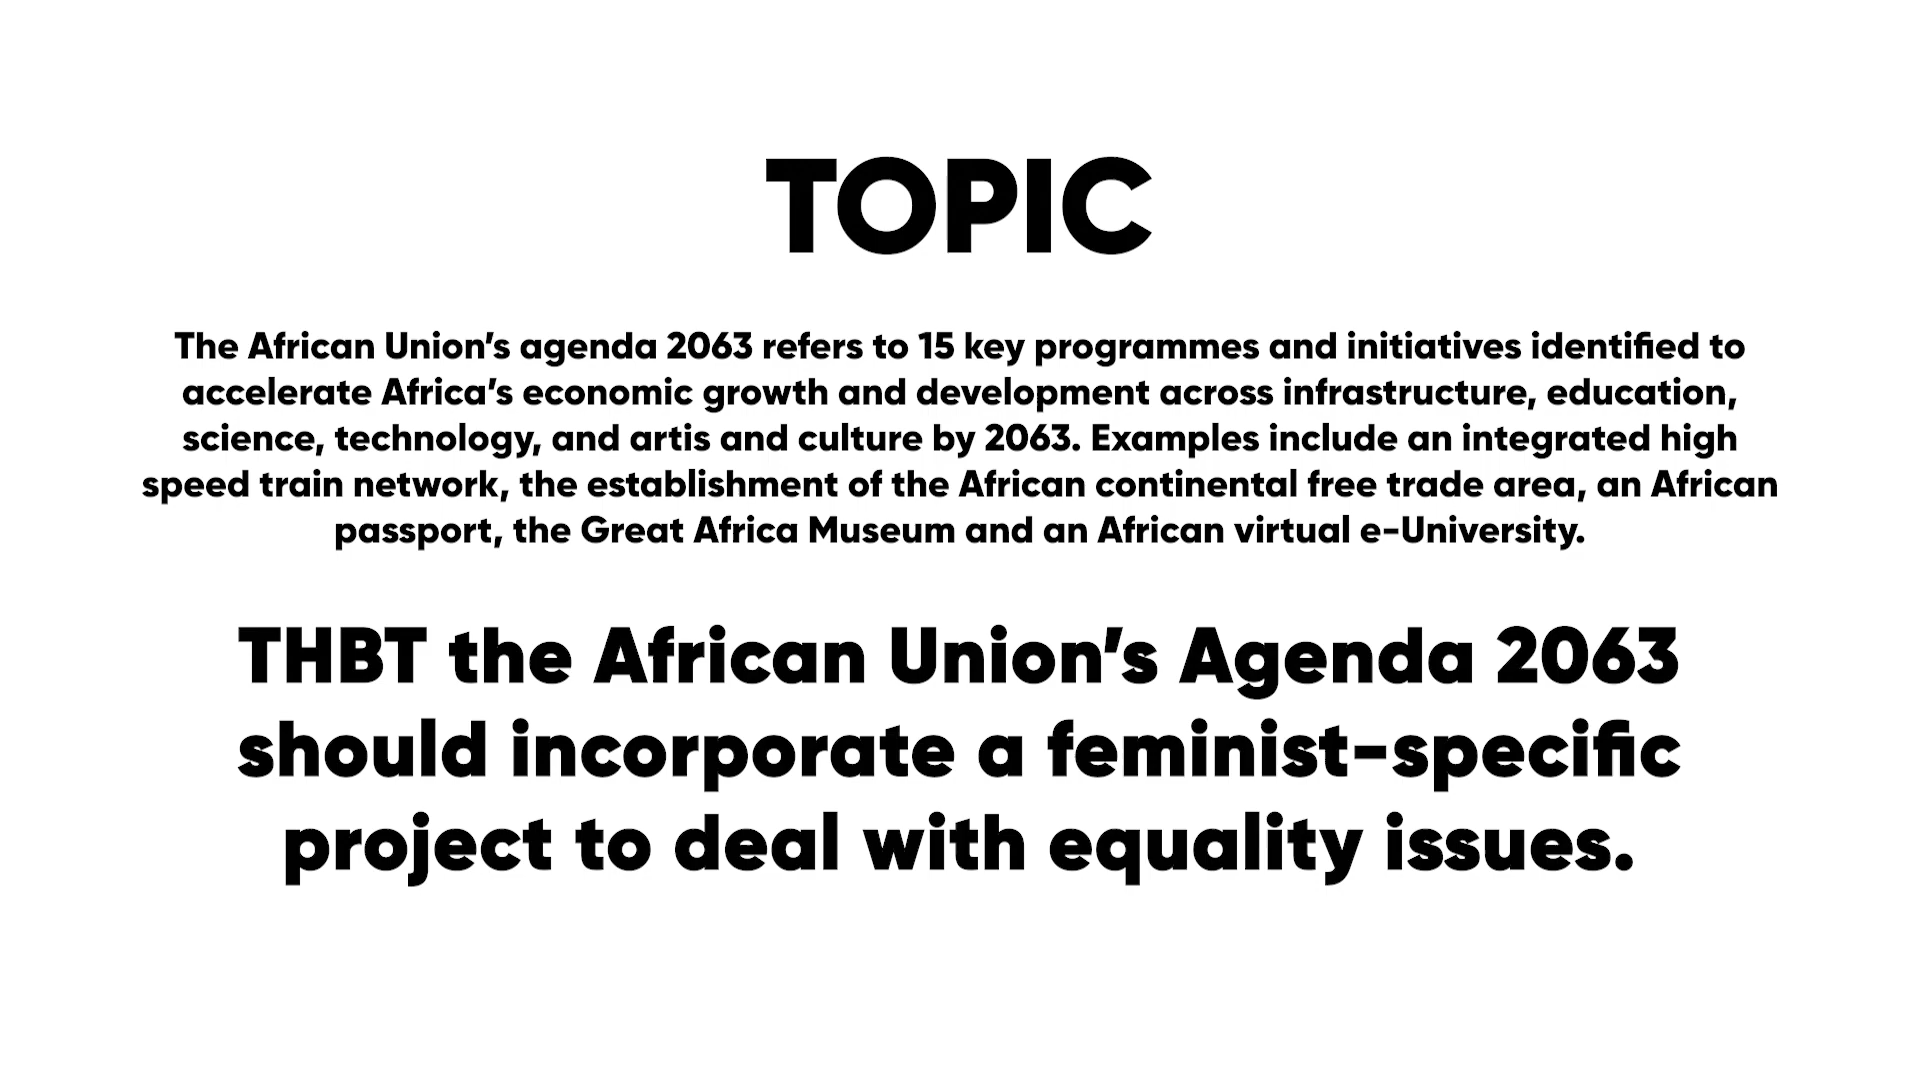 TOPIC
The African Union’s agenda 2063 refers to 15 key programmes and initiatives identified to
accelerate Africa’s economic growth and development across infrastructure, education,
science, technology, and artis and culture by 2063. Examples include an integrated high
speed train network, the establishment of the African continental free trade area, an African
passport, the Great Africa Museum and an African virtual e-University.
THBT the African Union’s Agenda 2063
should incorporate a feminist-specific
project to deal with equality issues.